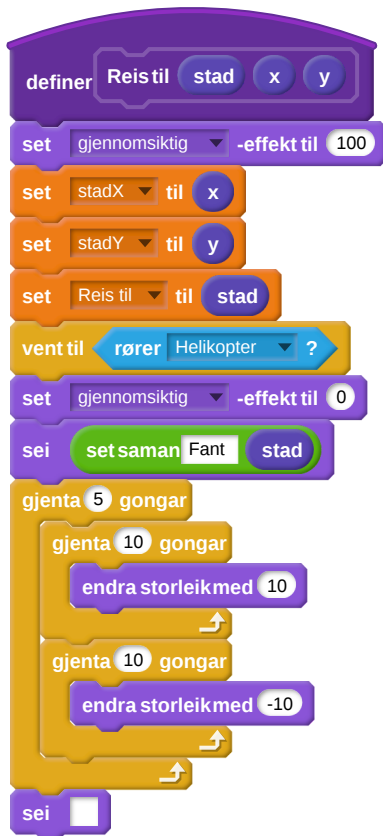 definer Reis til stad x y
set gjennomsiktig -effekt til 100
set stadX til x
set stadY til y
set Reis til til stad
vent til rører Helikopter ?
set gjennomsiktig -effekt til 0
sei set saman Fant stad
gjenta 5 gongar
gjenta 10 gongar
endra storleik med 10
gjenta 10 gongar
endra storleik med -10
sei